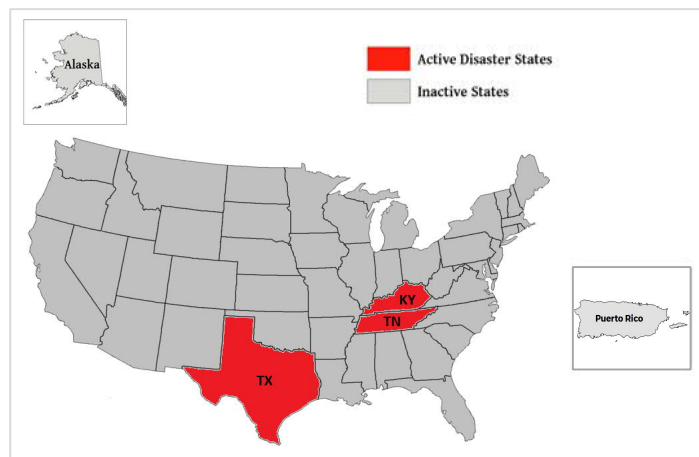 Alaska
Active Disaster States
Inactive States
KY
TN
Puerto Rico
TX